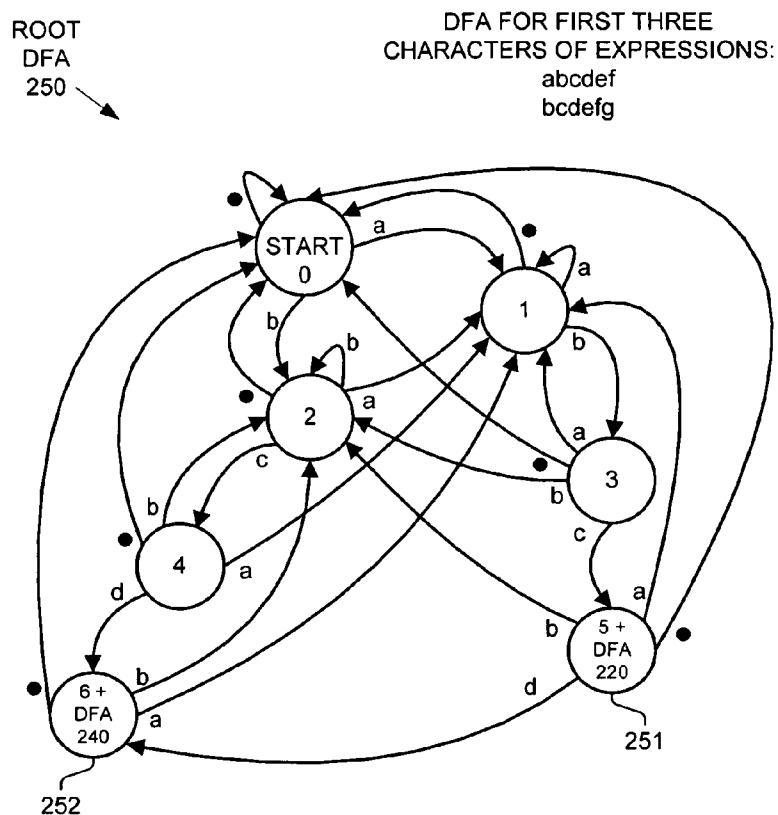 ROOT
DFA
250
DFA FOR FIRST THREE
CHARACTERS OF EXPRESSIONS:
abcdef
bcdefg
START
0
a
1
a
b
b
b
2
a
c
a
b
3
c
b
4
a
d
b
a
5 +
DFA
220
d
251
6 +
DFA
240
b
a
252